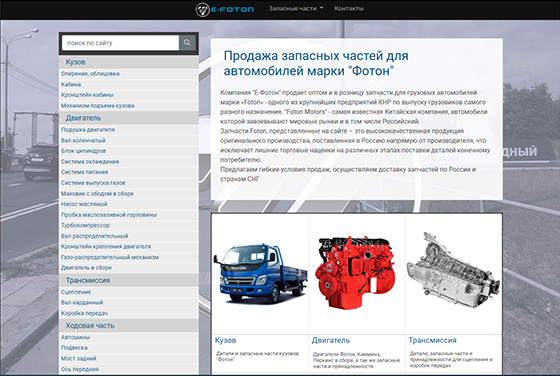 E-FOTON
Запасные части
Контакты
поиск по сайту
Кузов
Оперение, облицовка
Кабина
Кронштейн кабины
Механизм подъема кузова
Двигатель
Подушка двигателя
Вал коленчатый
Блок цилиндров
Система охлаждения
Система питания
Система выпуска газов
Маховик с ободом в сборе
Насос масляный
Пробка маслозаливной горловины
Турбокомпрессор
Вал распределительный
Кронштейн крепления двигателя
Газо-распределительный механизм
Двигатель в сборе
Трансмиссия
Сцепление
Вал карданный
Коробка передач
Ходовая часть
Автошины
Подвеска
Мост задний
Ось передняя
Продажа запасных частей для
автомобилей марки "Фотон"
Компания "Е-Фотон" продает оптом и в розницу запчасти для грузовых автомобилей
марки «Foton» - одного из крупнейших предприятий КНР по выпуску грузовиков самого
разного назначения. "Foton Motors" - самая известная Китайская компания, автомобили
которой завоевывают мировые рынки и в том числе Российский.
Запчасти Foton, представленные на сайте – это высококачественная продукция
оригинального производства, поставленная в Россию напрямую от производителя, что
исключает лишние торговые наценки на различных этапах поставки деталей конечному
потребителю.
Предлагаем гибкие условия продаж, осуществляем доставку запчастей по России и
странам СНГ
Кузов
Детали и запасные части кузовов
"Фотон"
Двигатель
Двигатели Фотон, Камминз,
Перкинс в сборе, а так же запасные
части и принадлежности.
Трансмиссия
Детали, запасные части и
принадлежности для сцепления и
коробок передач